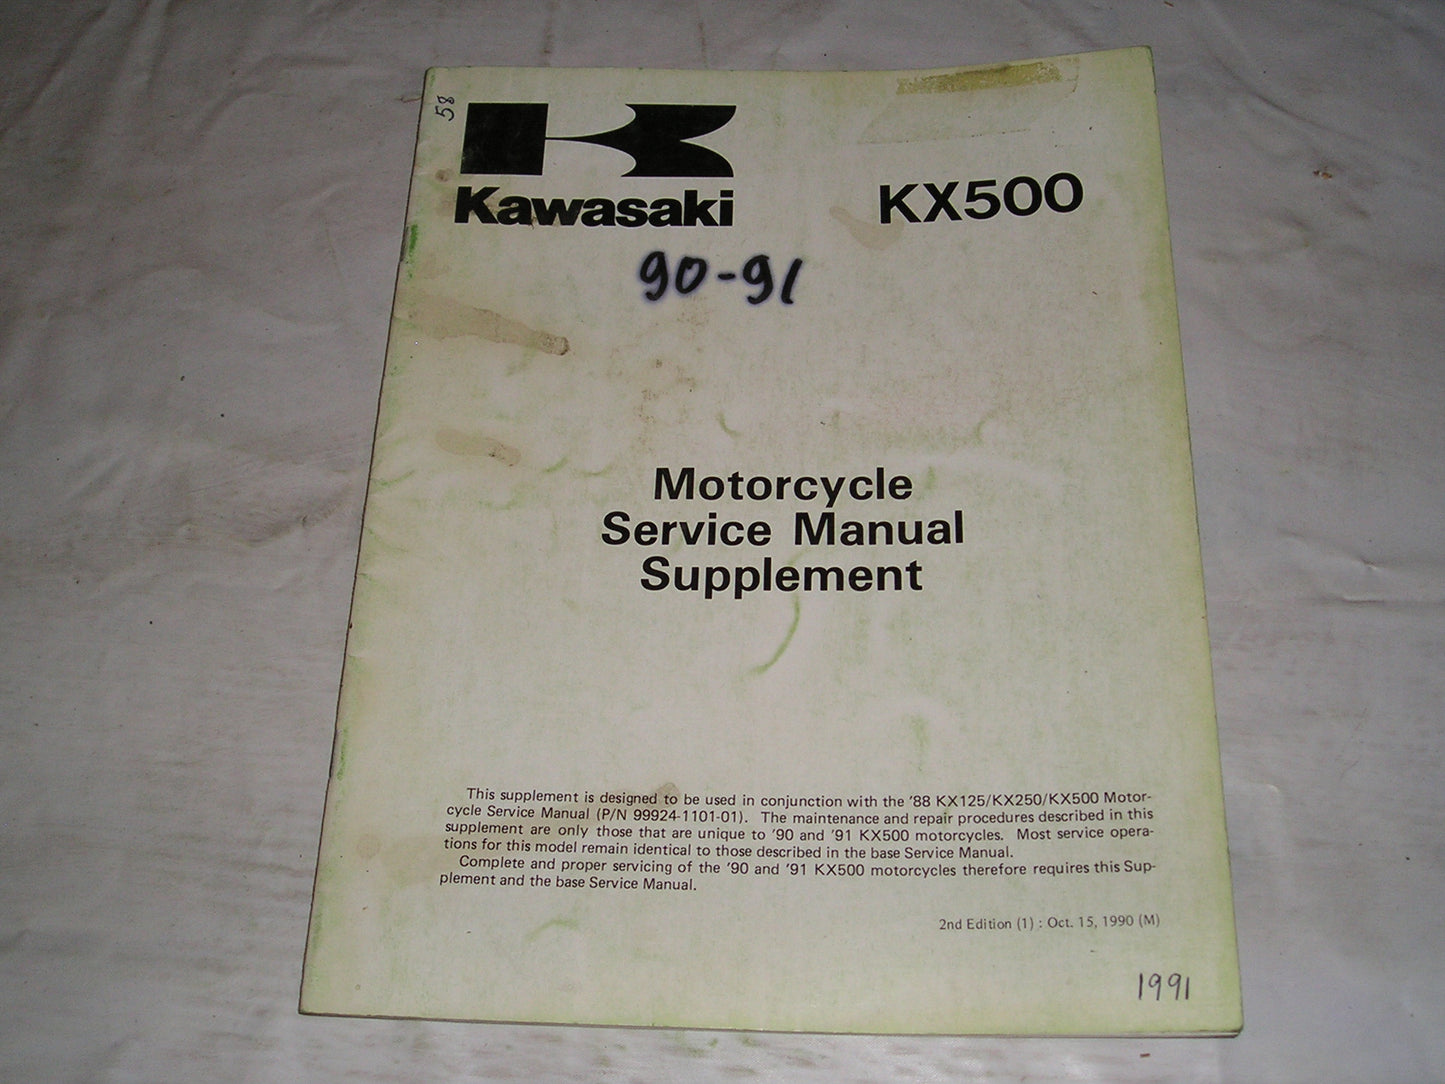 58
Kawasaki
KX500
90-91
Motorcycle
Service Manual
Supplement
This supplement is designed to be used in conjunction with the '88 KX125/KX250/KX500 Motor-
cycle Service Manual (P/N 99924-1101-01). The maintenance and repair procedures described in this
supplement are only those that are unique to '90 and '91 KX500 motorcycles. Most service opera-
tions for this model remain identical to those described in the base Service Manual.
Complete and proper servicing of the '90 and '91 KX500 motorcycles therefore requires this Sup-
plement and the base Service Manual.
2nd Edition (1) : Oct. 15, 1990 (M)
1991